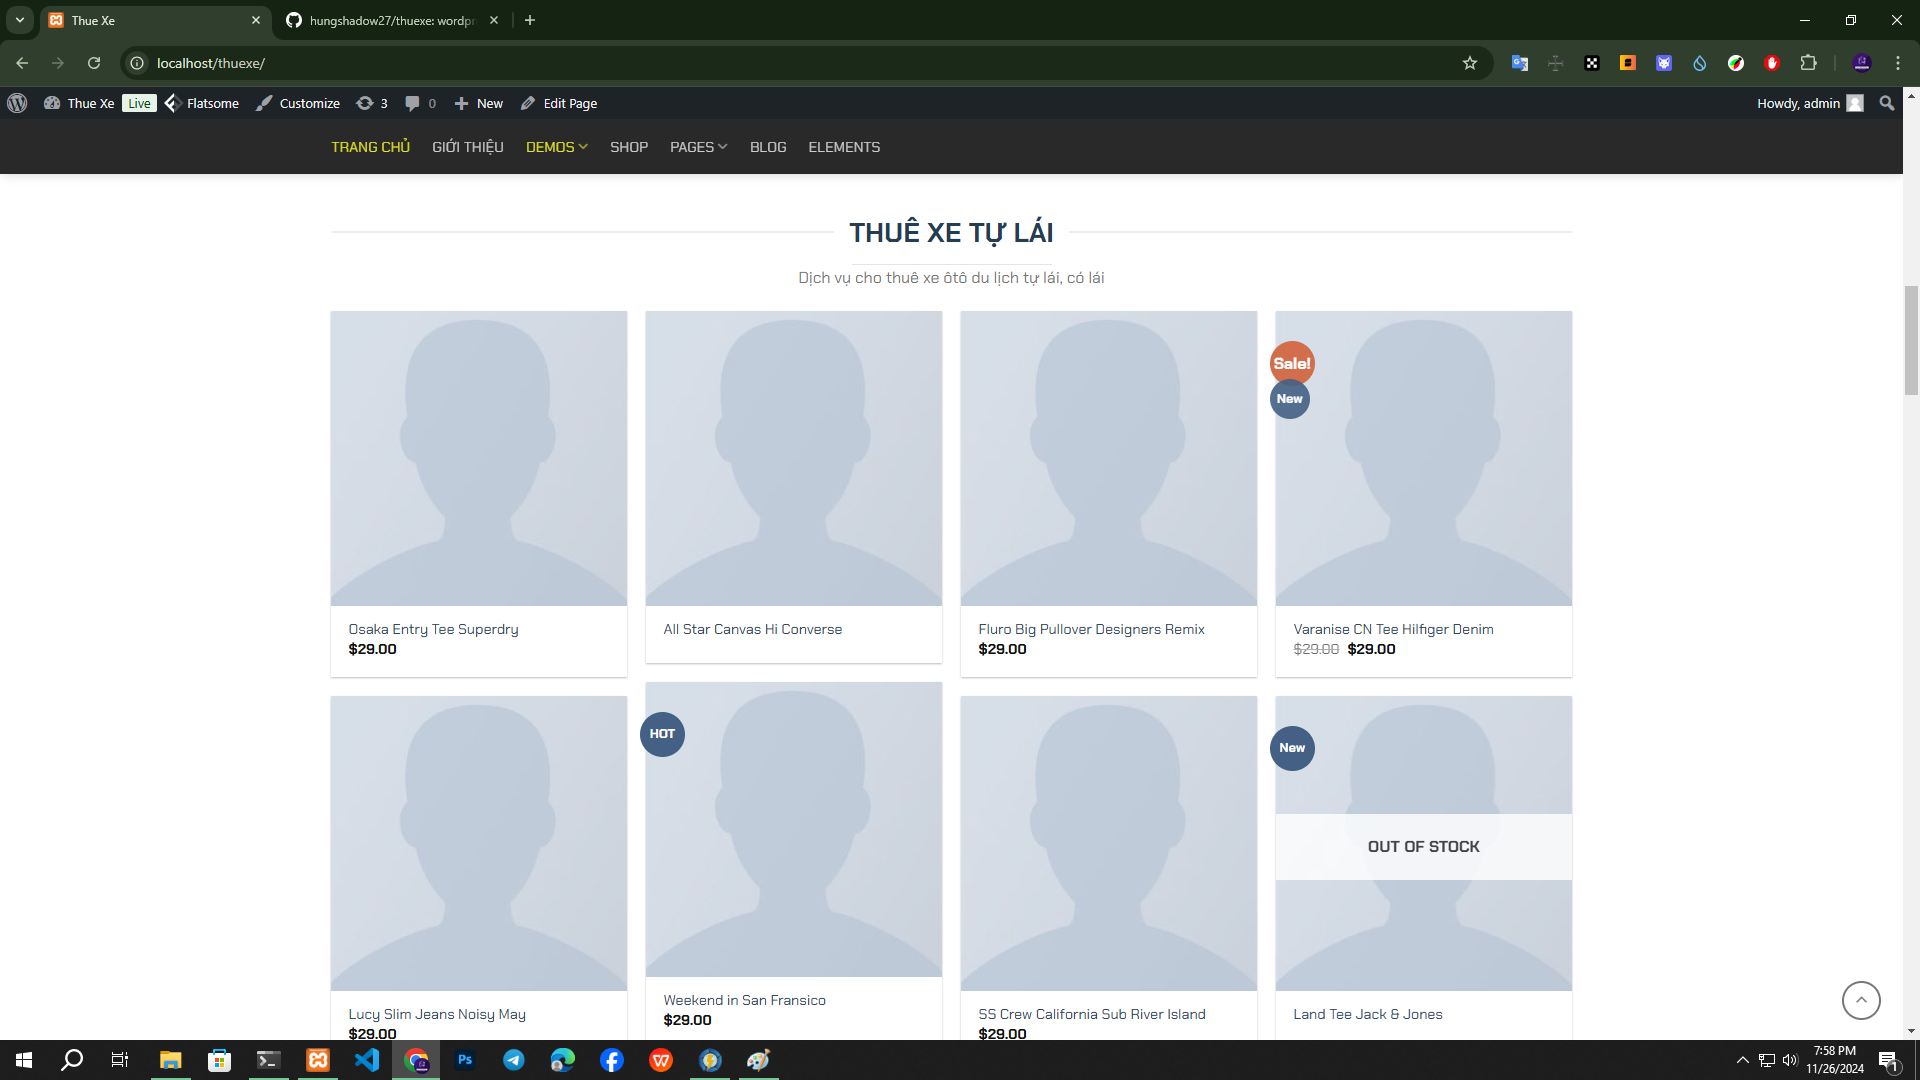 Thue Xe
hungshadow27/thuexe: wordpr
localhost/thuexe/
Thue Xe Live Flatsome Customize 3 0 New Edit Page Howdy, admin
TRANG CHỦ GIỚI THIỆU DEMOS SHOP PAGES BLOG ELEMENTS
THUÊ XE TỰ LÁI
Dịch vụ cho thuê xe ôtô du lịch tự lái, có lái
Sale!
New
Osaka Entry Tee Superdry
$29.00
All Star Canvas Hi Converse
Fluro Big Pullover Designers Remix
$29.00
Varanise CN Tee Hilfiger Denim
$29.00 $29.00
HOT
New
OUT OF STOCK
Lucy Slim Jeans Noisy May
$29.00
Weekend in San Fransico
$29.00
SS Crew California Sub River Island
$29.00
Land Tee Jack & Jones
Ps
7:58 PM
11/26/2024
1